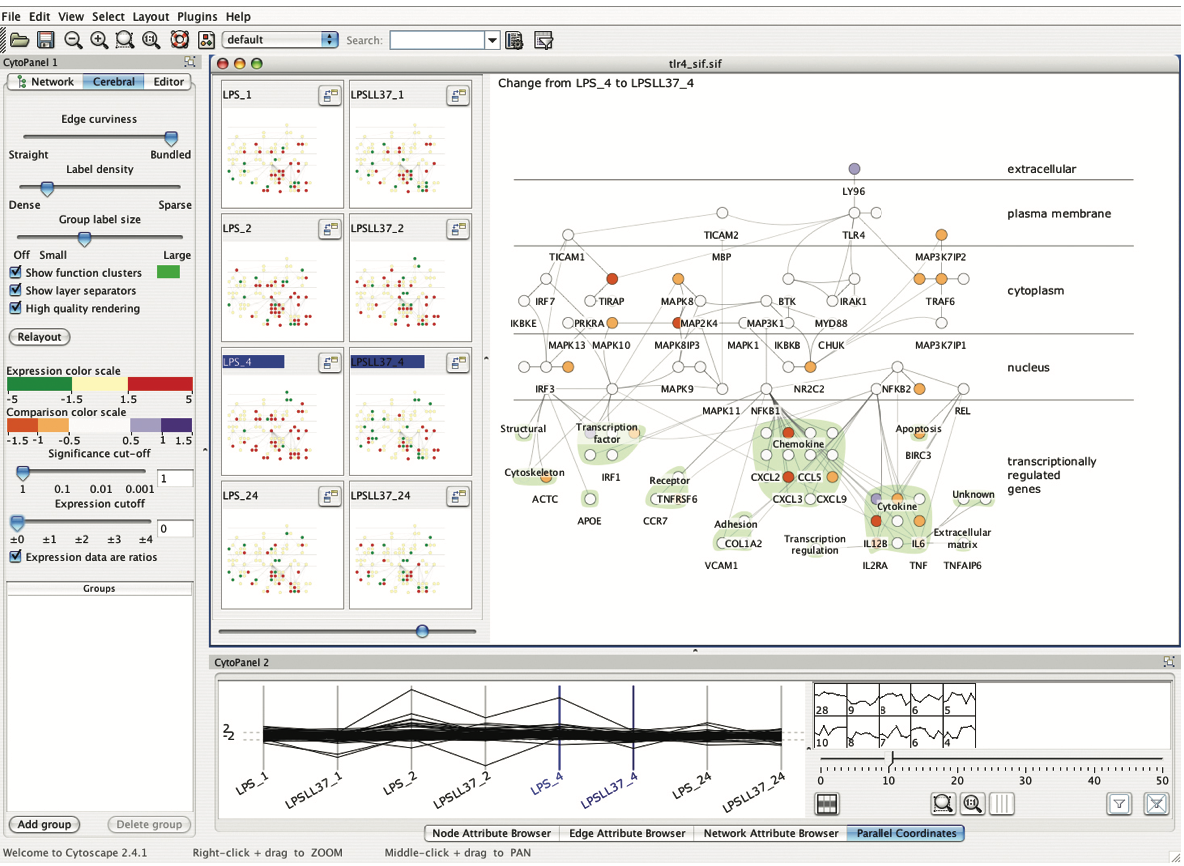 File Edit View Select Layout Plugins Help
default Search:
CytoPanel 1
Network Cerebral Editor
Edge curviness
Straight Bundled
Label density
Dense Sparse
Group label size
Off Small Large
Show function clusters
Show layer separators
High quality rendering
Relayout
Expression color scale
-5 -1.5 1.5 5
Comparison color scale
-1.5 -1 -0.5 0.5 1 1.5
Significance cut-off
1
1 0.1 0.01 0.001
Expression cutoff
0
±0 ±1 ±2 ±3 ±4
Expression data are ratios
Groups
Add group Delete group
tlr4_sif.sif
LPS_1 LPSLL37_1
LPS_2 LPSLL37_2
LPS_4 LPSLL37_4
LPS_24 LPSLL37_24
Change from LPS_4 to LPSLL37_4
extracellular
LY96
plasma membrane
TICAM2 TLR4
TICAM1 MBP MAP3K7IP2
cytoplasm
IRF7 TIRAP MAPK8 BTK IRAK1 TRAF6
IKBKE PRKRA MAP2K4 MAP3K1 MYD88
MAPK13 MAPK10 MAPK8IP3 MAPK1 IKBKB CHUK MAP3K7IP1
nucleus
IRF3 MAPK9 NR2C2 NFKB2
MAPK11 NFKB1 REL
Structural Transcription factor Chemokine Apoptosis
BIRC3
transcriptionally
regulated
genes
Cytoskeleton IRF1 Receptor CXCL2 CCL5
ACTC TNFRSF6 CXCL3 CXCL9 Cytokine Unknown
APOE CCR7 Adhesion
COL1A2 Transcription regulation IL12B IL6 Extracellular matrix
VCAM1 IL2RA TNF TNFAIP6
CytoPanel 2
2
-2
LPS_1 LPSLL37_1 LPS_2 LPSLL37_2 LPS_4 LPSLL37_4 LPS_24 LPSLL37_24
28 9 8 6 5
10 8 7 6 4
0 10 20 30 40 50
Node Attribute Browser Edge Attribute Browser Network Attribute Browser Parallel Coordinates
Welcome to Cytoscape 2.4.1 Right-click + drag to ZOOM Middle-click + drag to PAN